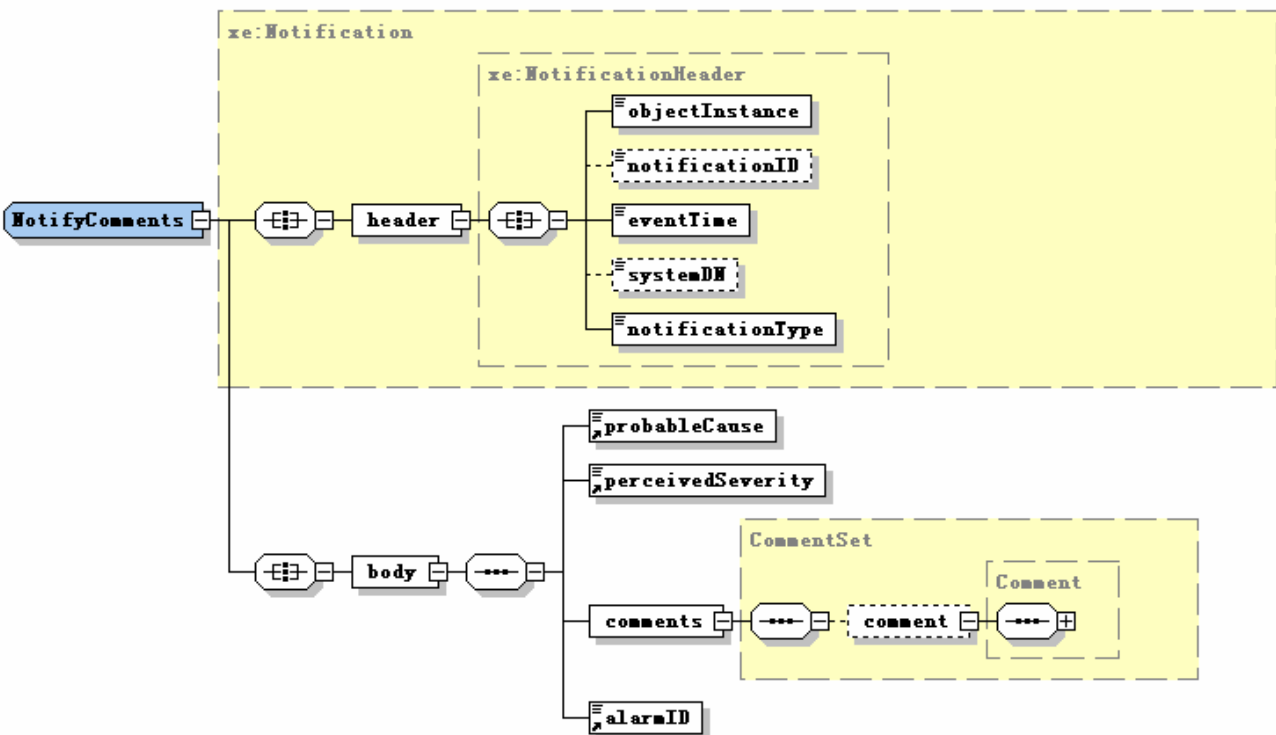 xe:Notification
xe:NotificationHeader
objectInstance
notificationID
NotifyComments
header
eventTime
systemDN
notificationType
probableCause
perceivedSeverity
CommentSet
Comment
body
comments
comment
alarmID